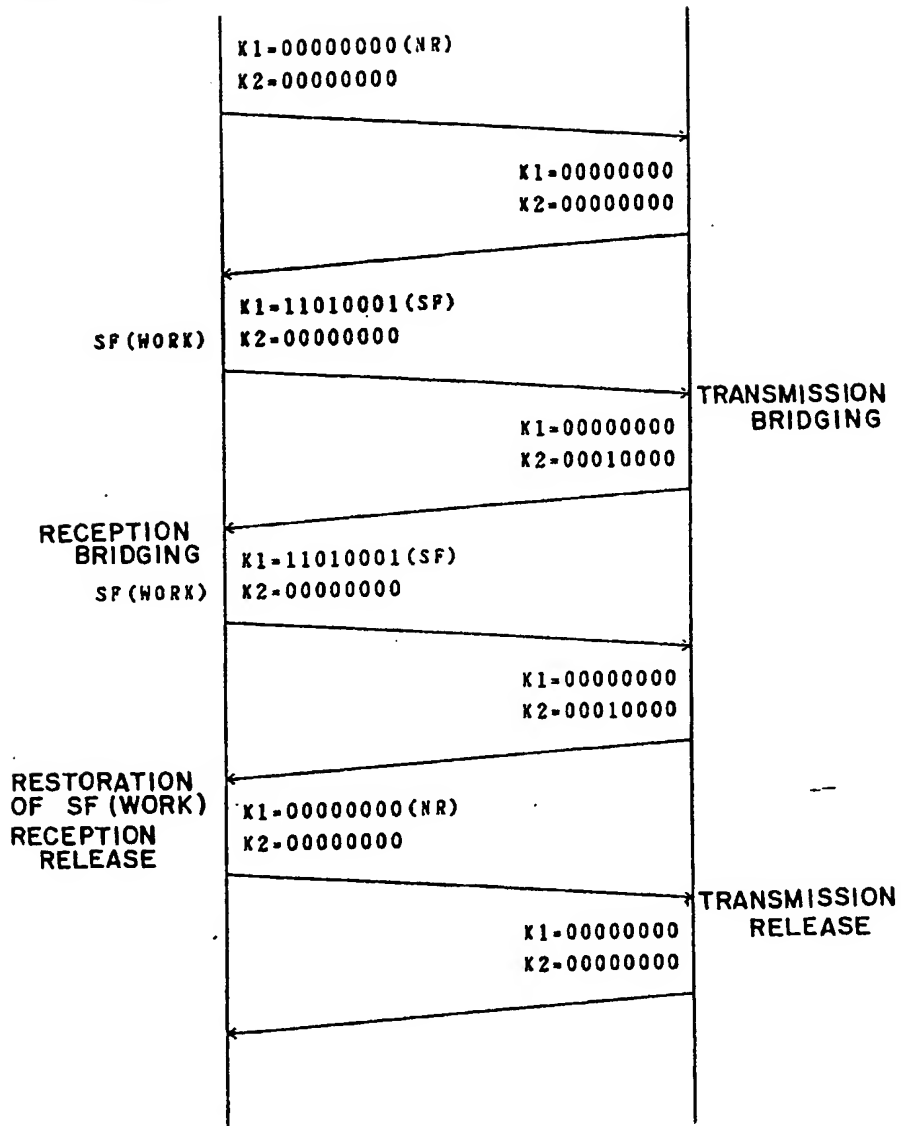 K1=00000000(NR)
K2=00000000
K1=00000000
K2=00000000
K1=11010001(SF)
SF(WORK) K2=00000000
TRANSMISSION
BRIDGING
K1=00000000
K2=00010000
RECEPTION
BRIDGING
K1=11010001(SF)
SF(WORK) K2=00000000
K1=00000000
K2=00010000
RESTORATION
OF SF(WORK)
K1=00000000(NR)
RECEPTION
K2=00000000
RELEASE
TRANSMISSION
RELEASE
K1=00000000
K2=00000000